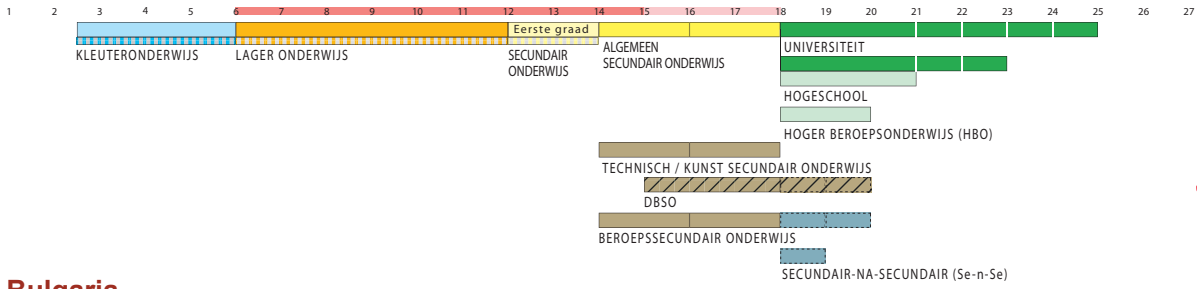 1 2 3 4 5 6 7 8 9 10 11 12 13 14 15 16 17 18 19 20 21 22 23 24 25 26 27
Eerste graad
KLEUTERONDERWIJS
LAGER ONDERWIJS
SECUNDAIR
ONDERWIJS
ALGEMEEN
SECUNDAIR ONDERWIJS
UNIVERSITEIT
HOGESCHOOL
HOGER BEROEPSONDERWIJS (HBO)
TECHNISCH / KUNST SECUNDAIR ONDERWIJS
DBSO
BEROEPSSECUNDAIR ONDERWIJS
SECUNDAIR-NA-SECUNDAIR (Se-n-Se)
Bulgaria